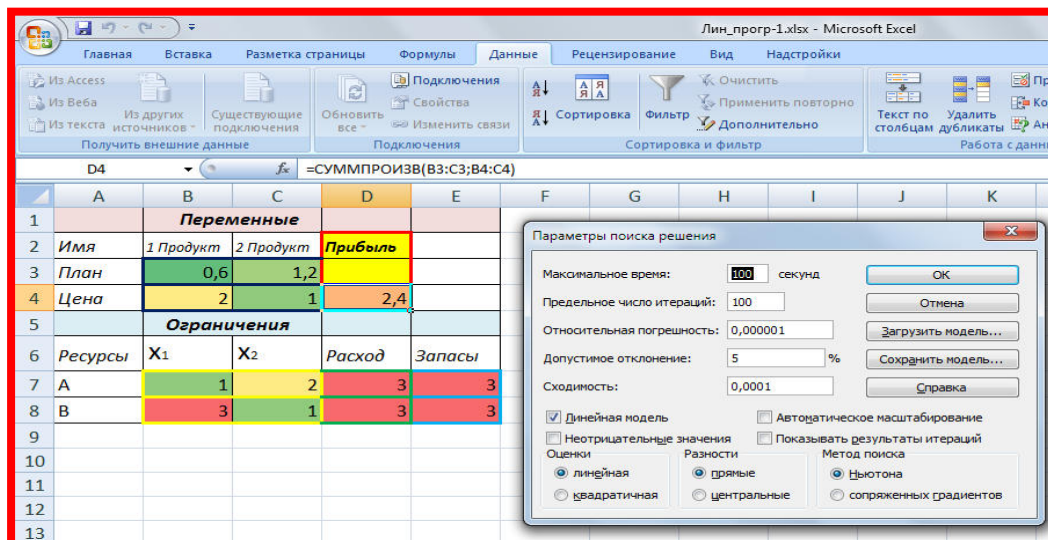 Лин_прогр-1.xlsx - Microsoft Excel
Главная Вставка Разметка страницы Формулы Данные Рецензирование Вид Надстройки
Из Access
Из Веба
Из текста
Из других источников
Существующие подключения
Получить внешние данные
Обновить все
Подключения
Свойства
Изменить связи
Подключения
Сортировка
Фильтр
Очистить
Применить повторно
Дополнительно
Сортировка и фильтр
Текст по столбцам
Удалить дубликаты
Пр
Ко
Ан
Работа с данн
D4 fx =СУММПРОИЗВ(B3:C3;B4:C4)
A B C D E F G H I J K
1 Переменные
2 Имя 1 Продукт 2 Продукт Прибыль
3 План 0,6 1,2
4 Цена 2 1 2,4
5 Ограничения
6 Ресурсы X1 X2 Расход Запасы
7 A 1 2 3 3
8 B 3 1 3 3
9
10
11
12
13
Параметры поиска решения
Максимальное время: 100 секунд ОК
Предельное число итераций: 100 Отмена
Относительная погрешность: 0,000001 Загрузить модель...
Допустимое отклонение: 5 % Сохранить модель...
Сходимость: 0,0001 Справка
Линейная модель Автоматическое масштабирование
Неотрицательные значения Показывать результаты итераций
Оценки Разности Метод поиска
линейная прямые Ньютона
квадратичная центральные сопряженных градиентов